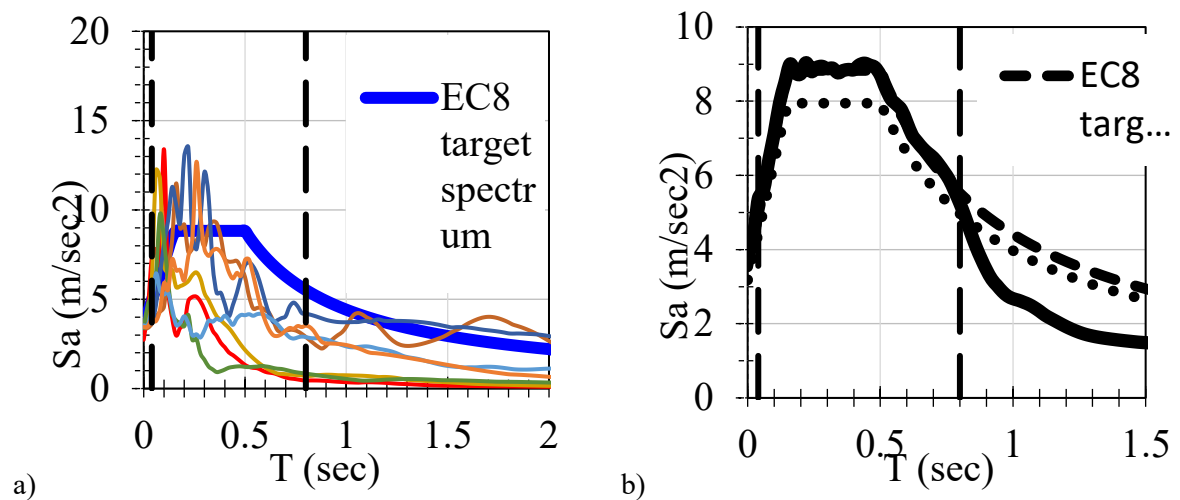 20
15
10
5
0
Sa (m/sec2)
EC8
target
spectr
um
0 0.5 1 1.5 2
T (sec)
a)
10
8
6
4
2
0
Sa (m/sec2)
EC8
targ...
0 0.5 1 1.5
T (sec)
b)